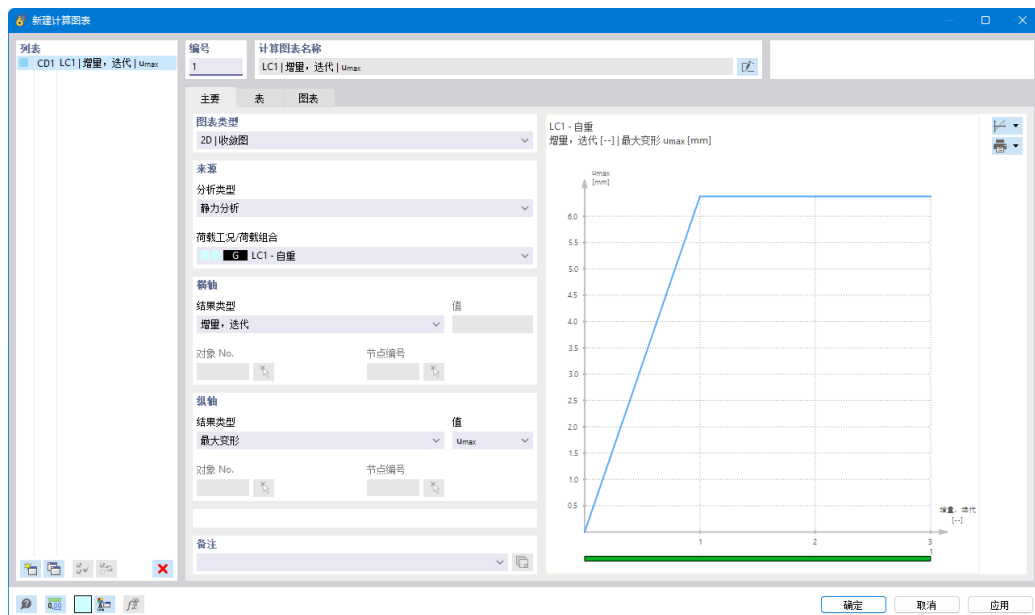 新建计算图表
列表
CD1 LC1 | 增量，迭代 | umax
编号
1
计算图表名称
LC1 | 增量，迭代 | umax
主要
表
图表
图表类型
2D | 收敛图
来源
分析类型
静力分析
荷载工况/荷载组合
G LC1 - 自重
横轴
结果类型
值
增量，迭代
对象 No.
节点编号
纵轴
结果类型
值
最大变形
umax
对象 No.
节点编号
备注
LC1 - 自重
增量，迭代 [--] | 最大变形 umax [mm]
umax
[mm]
6.0
5.5
5.0
4.5
4.0
3.5
3.0
2.5
2.0
1.5
1.0
0.5
增量，迭代
[--]
1
2
3
1
0,00
确定
取消
应用